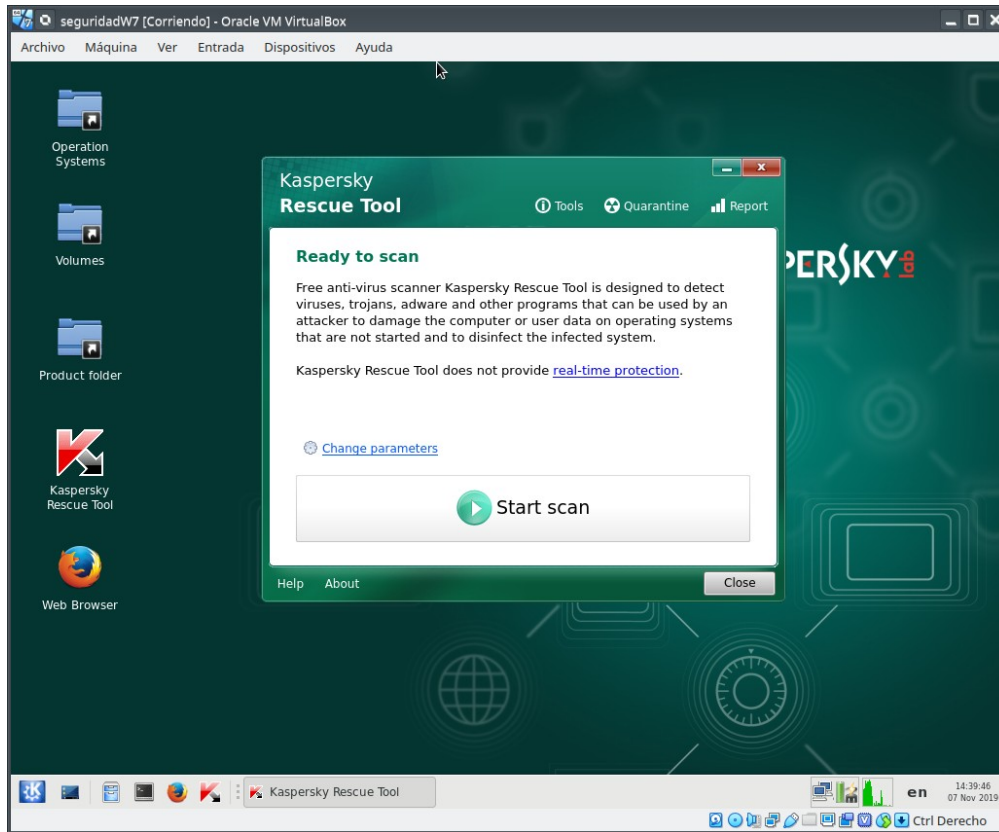 seguridadW7 [Corriendo] - Oracle VM VirtualBox
Archivo Máquina Ver Entrada Dispositivos Ayuda
Operation
Systems
Volumes
Product folder
Kaspersky
Rescue Tool
Web Browser
Kaspersky
Rescue Tool
Tools Quarantine Report
Ready to scan
Free anti-virus scanner Kaspersky Rescue Tool is designed to detect
viruses, trojans, adware and other programs that can be used by an
attacker to damage the computer or user data on operating systems
that are not started and to disinfect the infected system.
Kaspersky Rescue Tool does not provide real-time protection.
Change parameters
Start scan
Help About Close
PERSKY lab
Kaspersky Rescue Tool
en
14:39:46
07 Nov 2019
Ctrl Derecho